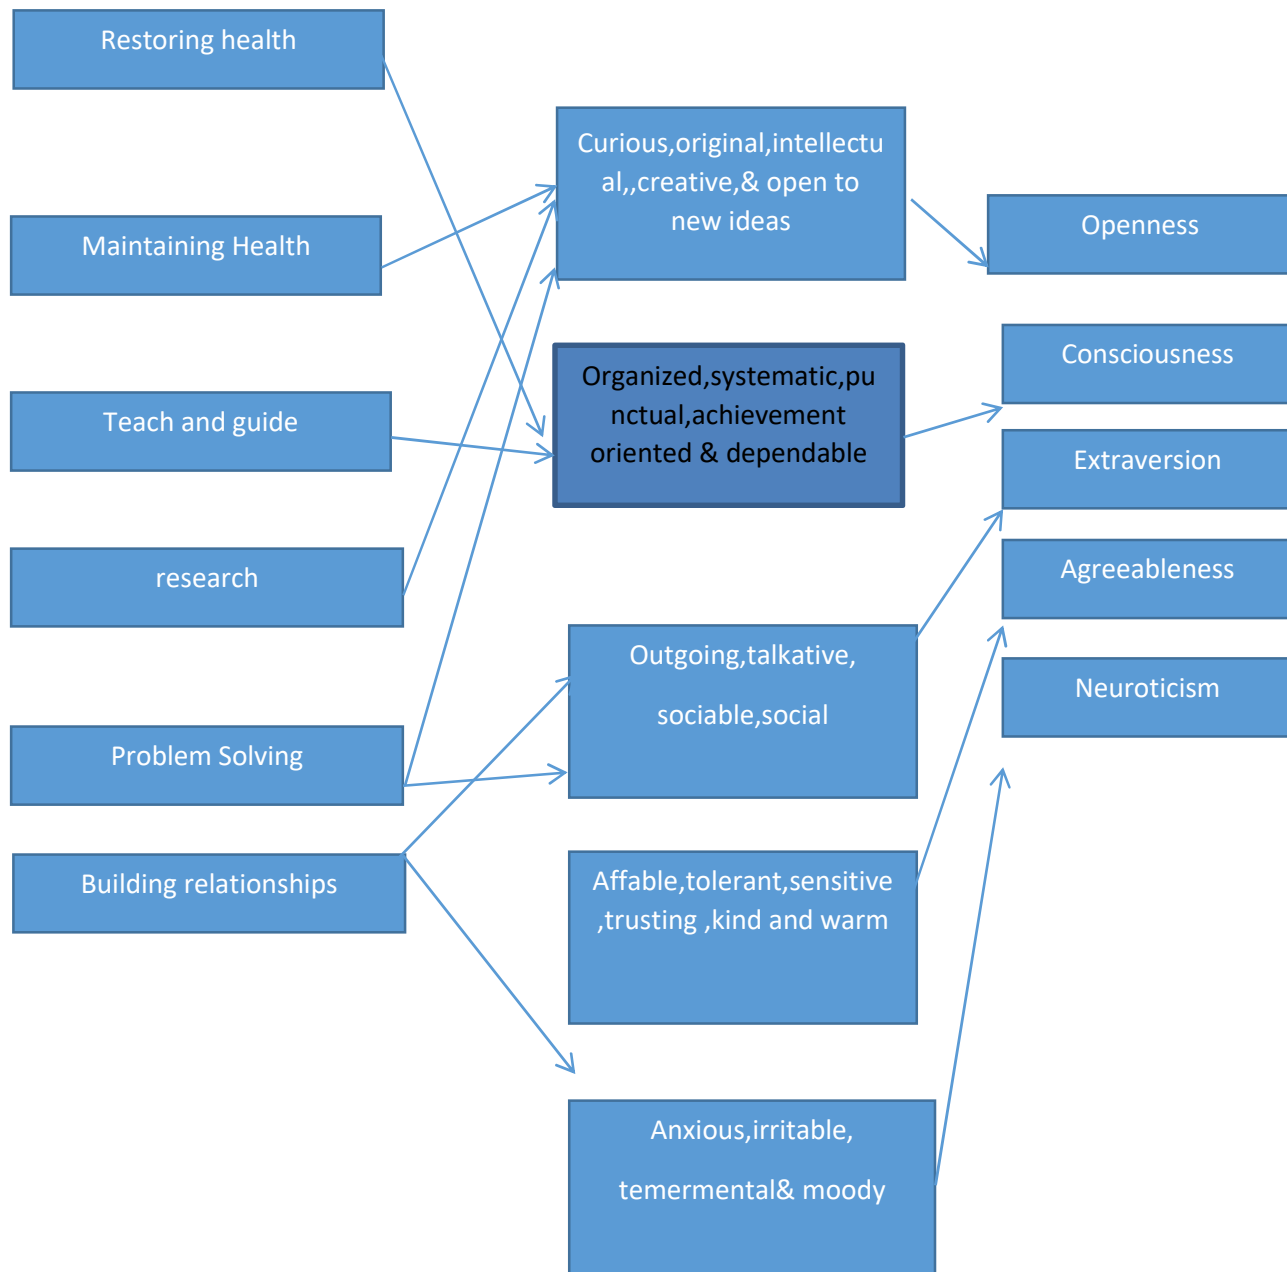 Restoring health
Maintaining Health
Teach and guide
research
Problem Solving
Building relationships
Curious,original,intellectu
al,,creative,& open to
new ideas
Organized,systematic,pu
nctual,achievement
oriented & dependable
Outgoing,talkative,
sociable,social
Affable,tolerant,sensitive
,trusting ,kind and warm
Anxious,irritable,
temermental& moody
Openness
Consciousness
Extraversion
Agreeableness
Neuroticism